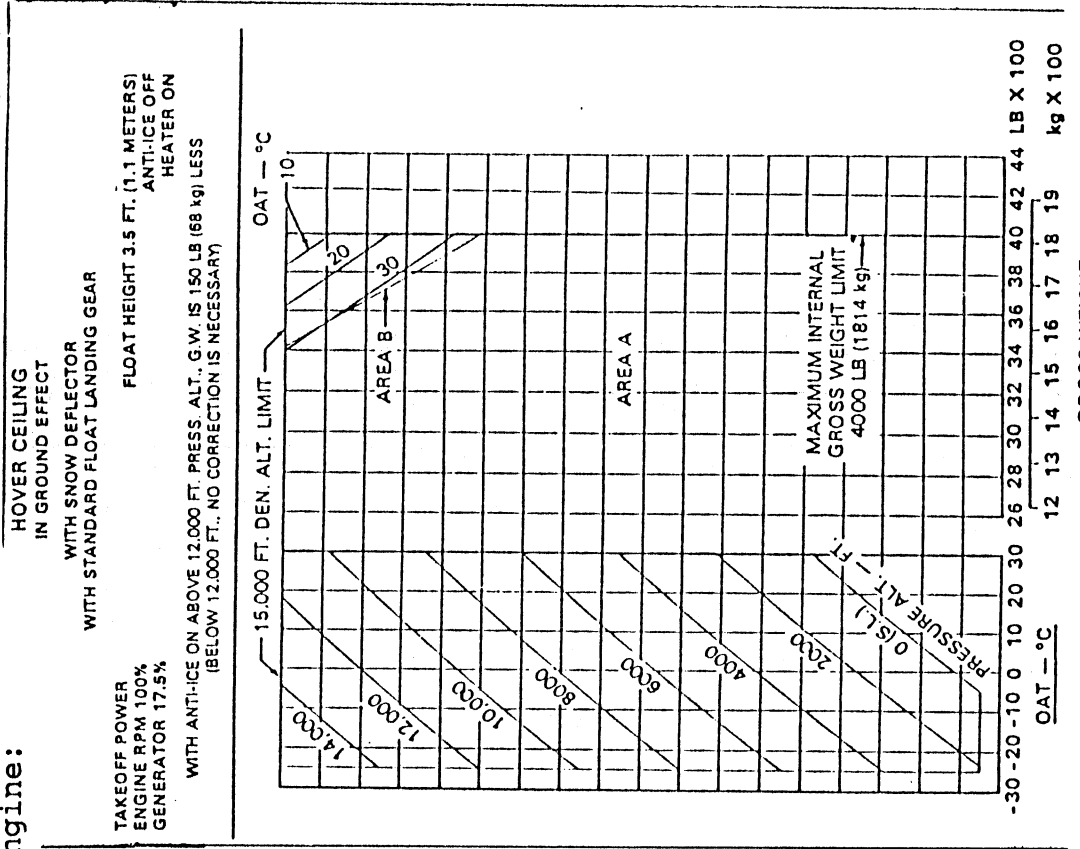 ngine:
HOVER CEILING
IN GROUND EFFECT
WITH SNOW DEFLECTOR
WITH STANDARD FLOAT LANDING GEAR
TAKEOFF POWER
ENGINE RPM 100%
GENERATOR 17.5%
FLOAT HEIGHT 3.5 FT. (1.1 METERS)
ANTI-ICE OFF
HEATER ON
WITH ANTI-ICE ON ABOVE 12.000 FT. PRESS. ALT., G.W. IS 150 LB (68 kg) LESS
(BELOW 12.000 FT., NO CORRECTION IS NECESSARY)
15.000 FT. DEN. ALT. LIMIT
OAT — °C
10
20
30
14,000
12,000
10,000
8000
6000
4000
2000
0 (S.L.)
PRESSURE ALT. — FT.
AREA B
AREA A
MAXIMUM INTERNAL
GROSS WEIGHT LIMIT
4000 LB (1814 kg)
-30 -20 -10 0 10 20 30
OAT — °C
26 28 30 32 34 36 38 40 42 44 LB X 100
12 13 14 15 16 17 18 19 kg X 100